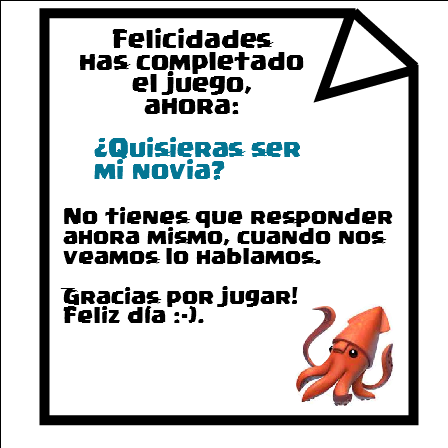 Felicidades
Has completado
el juego,
ahora:
¿Quisieras ser
mi novia?
No tienes que responder
ahora mismo, cuando nos
veamos lo hablamos.
Gracias por jugar!
Feliz día :-).